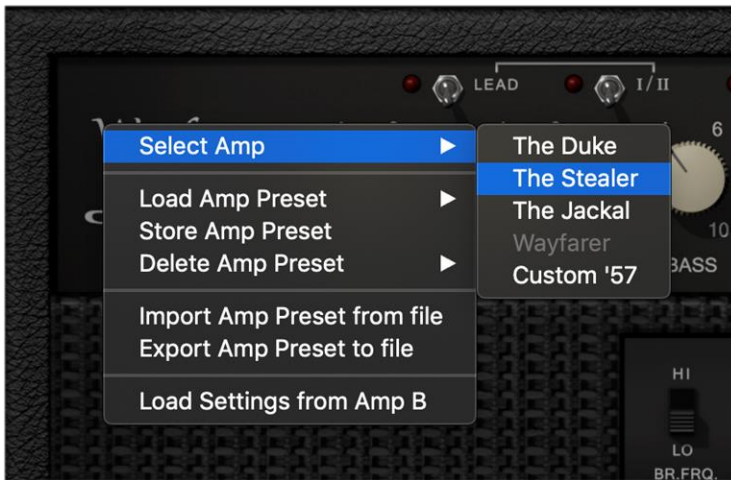 LEAD
I/II
6
10
BASS
Select Amp
Load Amp Preset
Store Amp Preset
Delete Amp Preset
Import Amp Preset from file
Export Amp Preset to file
Load Settings from Amp B
The Duke
The Stealer
The Jackal
Wayfarer
Custom '57
HI
LO
BR.FRQ.